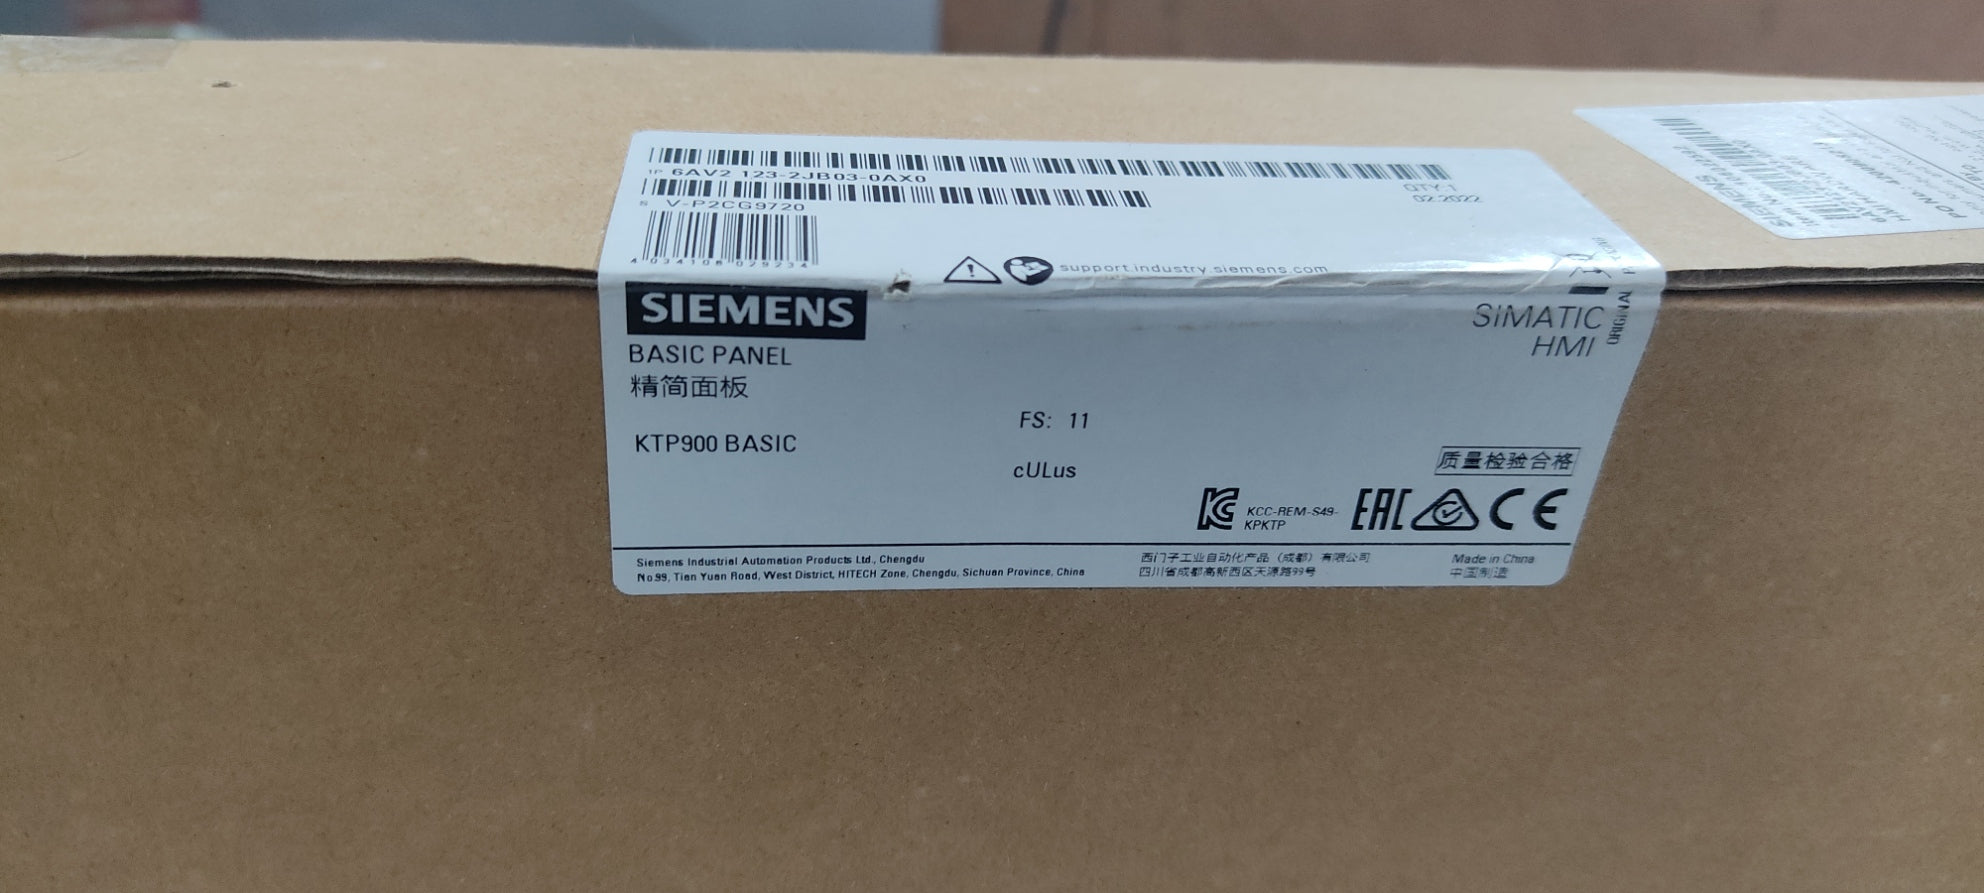 1P 6AV2 123-2JB03-0AX0
QTY:1
S V-P2CG9720
02.2022
4 034108 029234
support.industry.siemens.com
SIEMENS
SIMATIC
HMI
ORIGINAL
BASIC PANEL
精简面板
FS: 11
KTP900 BASIC
cULus
质量检验合格
KCC-REM-S49-
KPKTP
EAC
CE
Siemens Industrial Automation Products Ltd., Chengdu
No.99, Tian Yuan Road, West District, HITECH Zone, Chengdu, Sichuan Province, China
西门子工业自动化产品（成都）有限公司
四川省成都高新西区天源路99号
Made in China
中国制造
SIEMENS